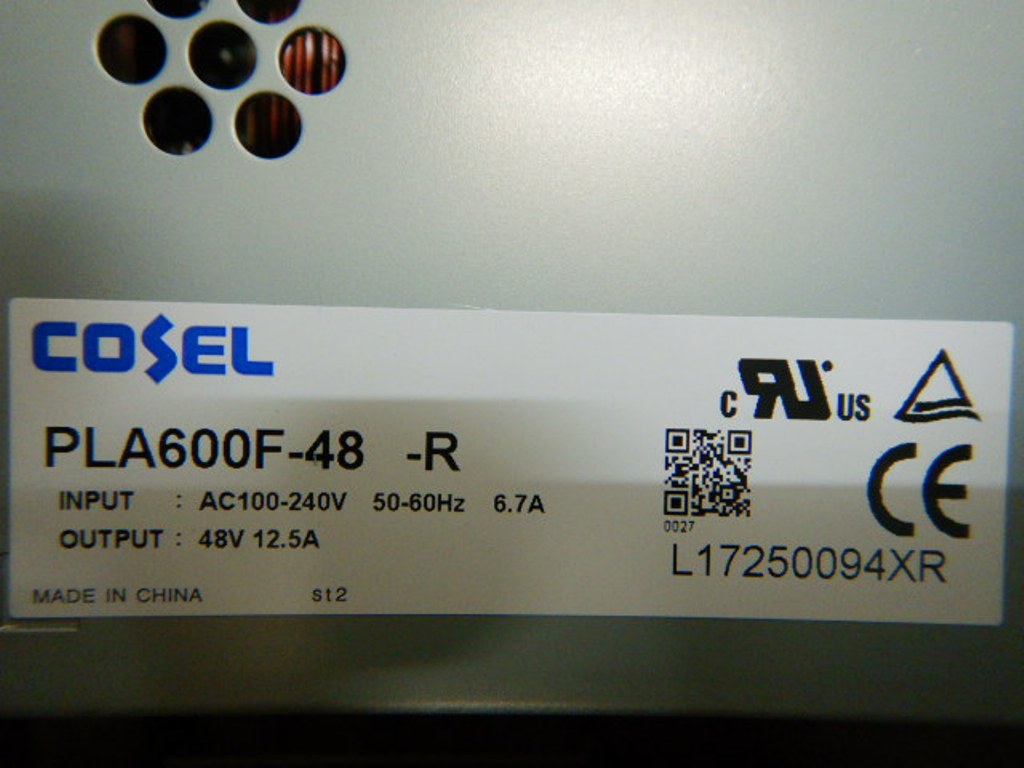 COSEL
C RU US
PLA600F-48 -R
INPUT : AC100-240V 50-60Hz 6.7A
OUTPUT : 48V 12.5A
CE
0027
L17250094XR
MADE IN CHINA st2